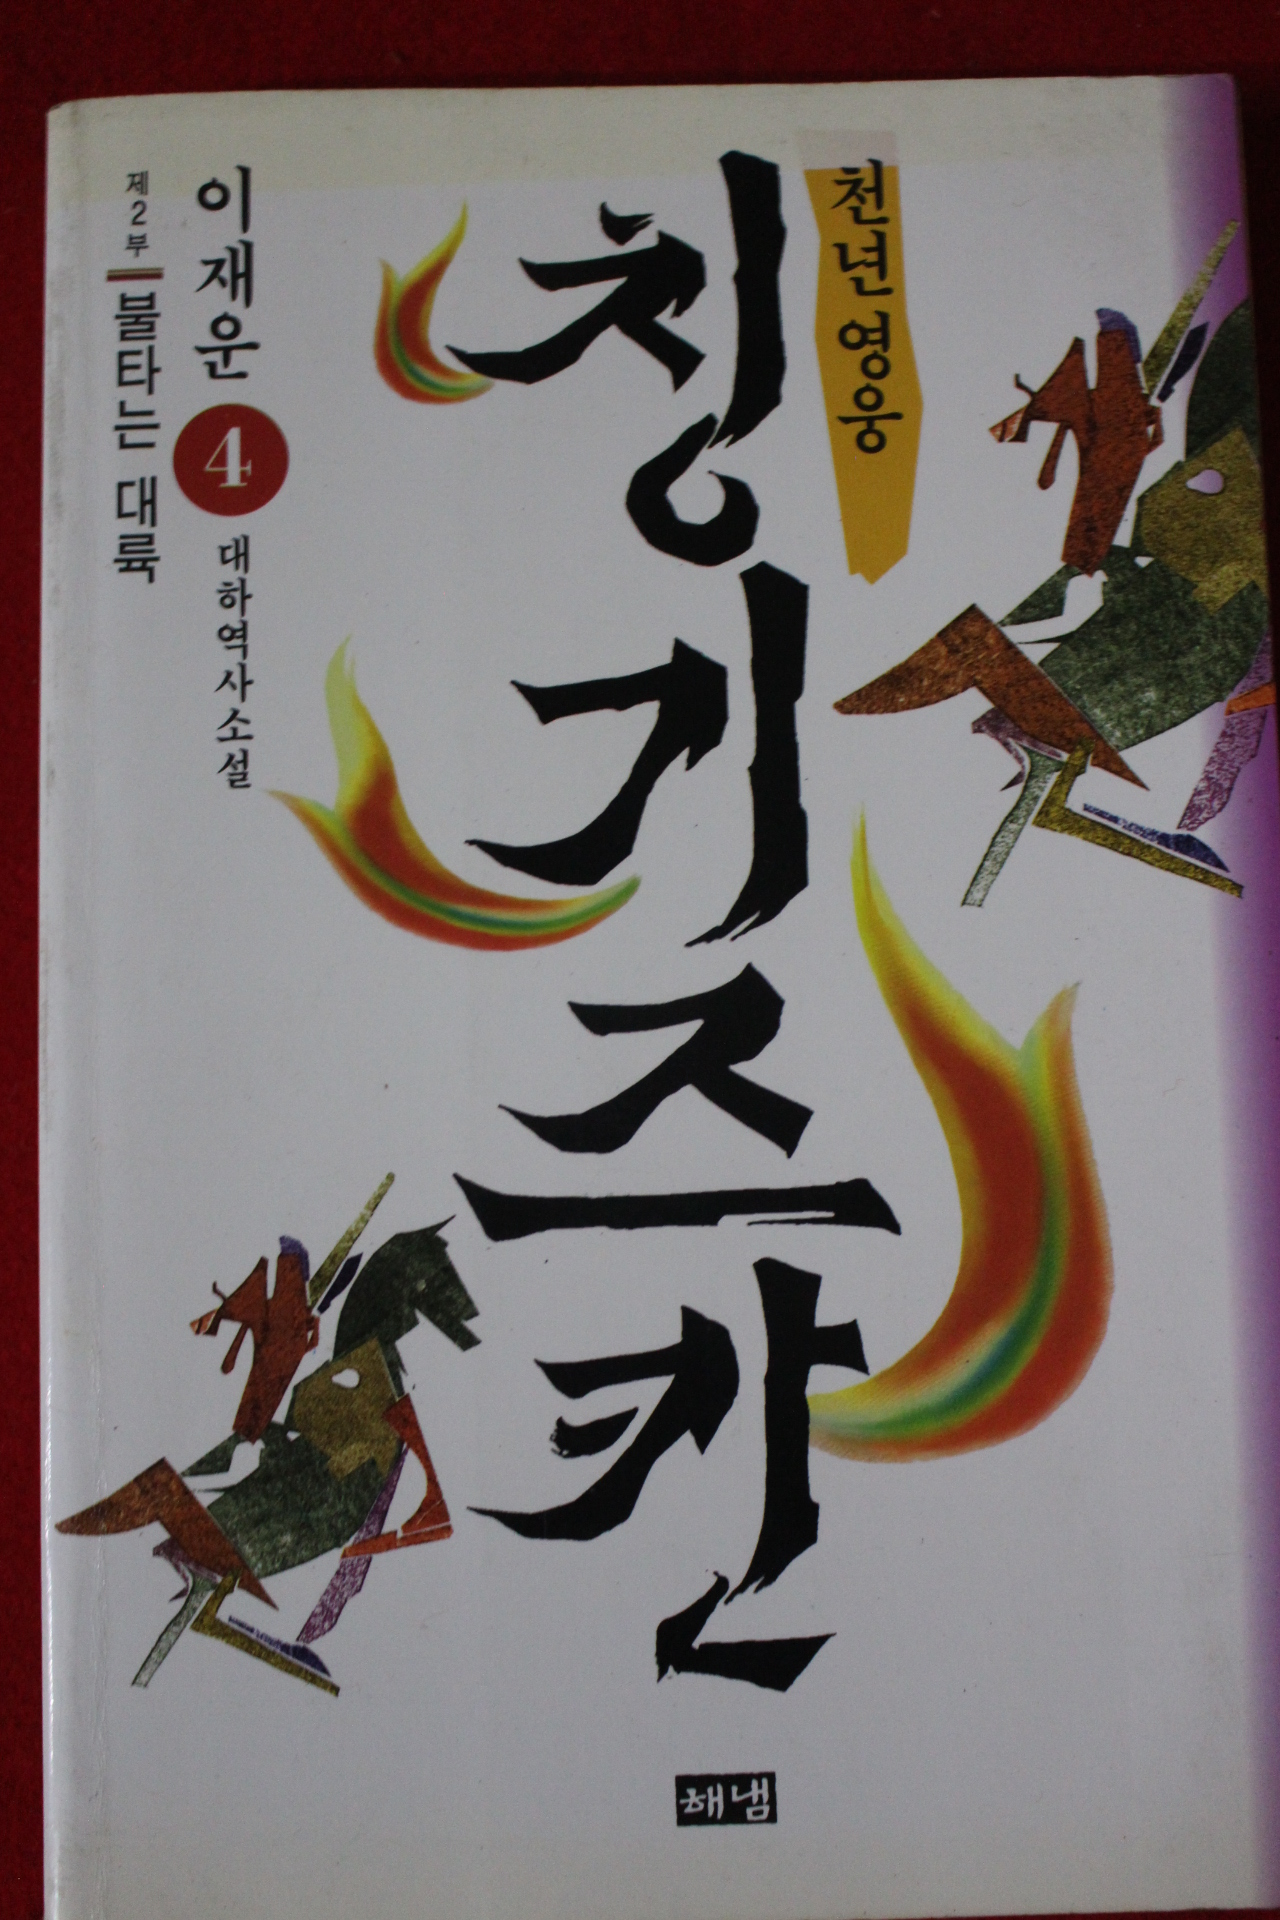 천년영웅
칭기즈칸
이재운
4
대하역사소설
제2부
불타는 대륙
해냄